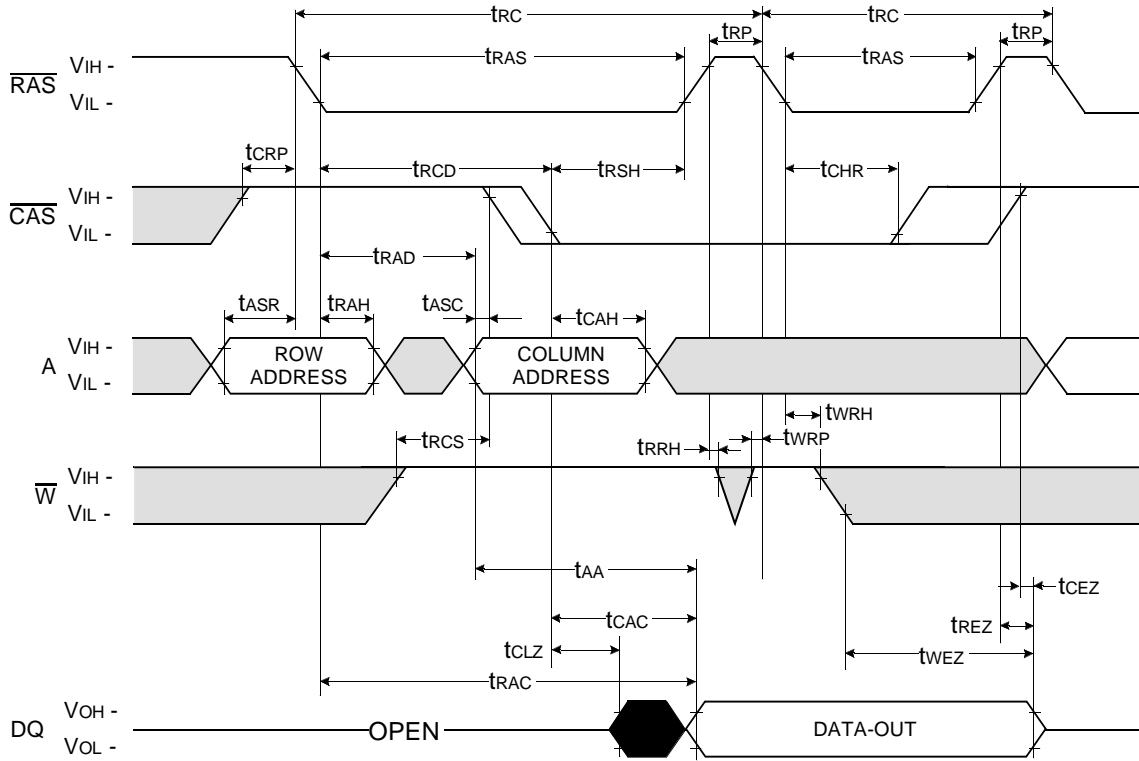 tRC tRC
tRP tRP
tRAS tRAS
RAS VIH -
VIL -
tCRP tRCD tRSH tCHR
CAS VIH -
VIL -
tRAD
tASR tRAH tASC tCAH
A VIH -
VIL -
ROW ADDRESS
COLUMN ADDRESS
tWRH
tRCS tRRH tWRP
W VIH -
VIL -
tAA
tCEZ
tCAC
tREZ
tCLZ
tWEZ
tRAC
DQ VOH -
VOL -
OPEN DATA-OUT